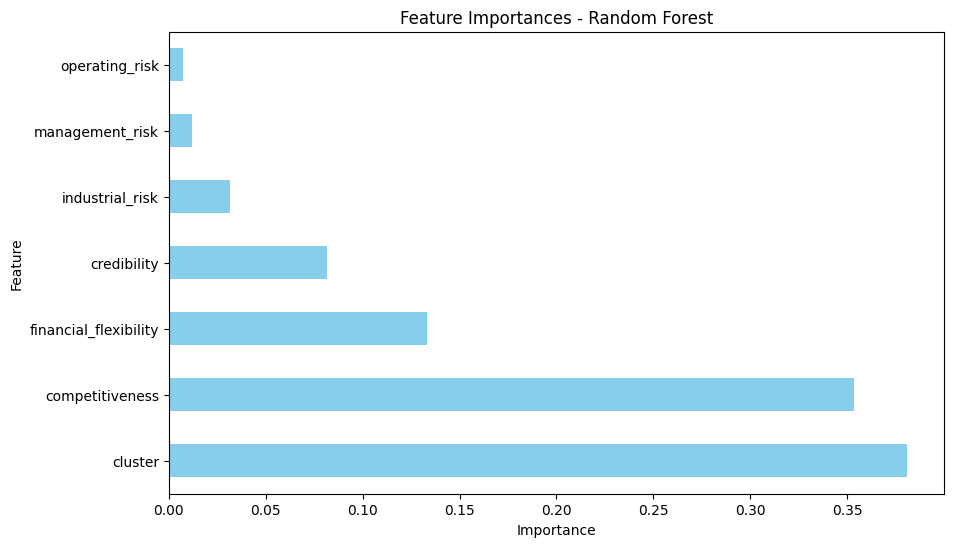 Feature Importances - Random Forest
operating_risk
management_risk
industrial_risk
credibility
financial_flexibility
competitiveness
cluster
Feature
0.00 0.05 0.10 0.15 0.20 0.25 0.30 0.35
Importance